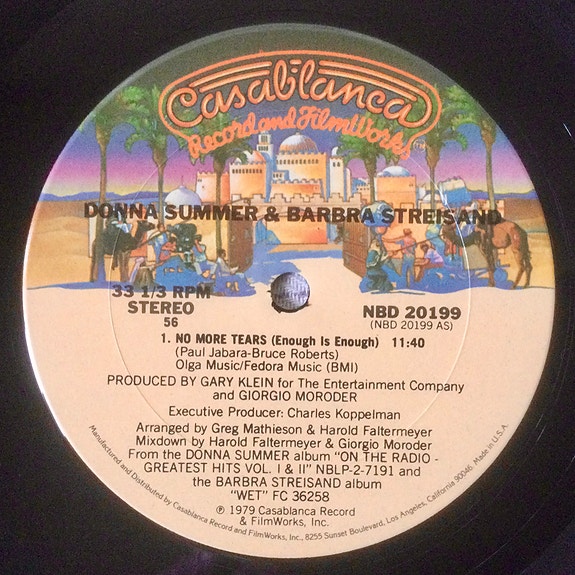 Casablanca
Record and FilmWorks™
DONNA SUMMER & BARBRA STREISAND
33 1/3 RPM
STEREO
56
NBD 20199
(NBD 20199 AS)
1. NO MORE TEARS (Enough Is Enough) 11:40
(Paul Jabara-Bruce Roberts)
Olga Music/Fedora Music (BMI)
PRODUCED BY GARY KLEIN for The Entertainment Company
and GIORGIO MORODER
Executive Producer: Charles Koppelman
Arranged by Greg Mathieson & Harold Faltermeyer
Mixdown by Harold Faltermeyer & Giorgio Moroder
From the DONNA SUMMER album "ON THE RADIO -
GREATEST HITS VOL. I & II" NBLP-2-7191 and
the BARBRA STREISAND album
"WET" FC 36258
℗ 1979 Casablanca Record
& FilmWorks, Inc.
Manufactured and Distributed by Casablanca Record and FilmWorks, Inc., 8255 Sunset Boulevard, Los Angeles, California 90046. Made in U.S.A.